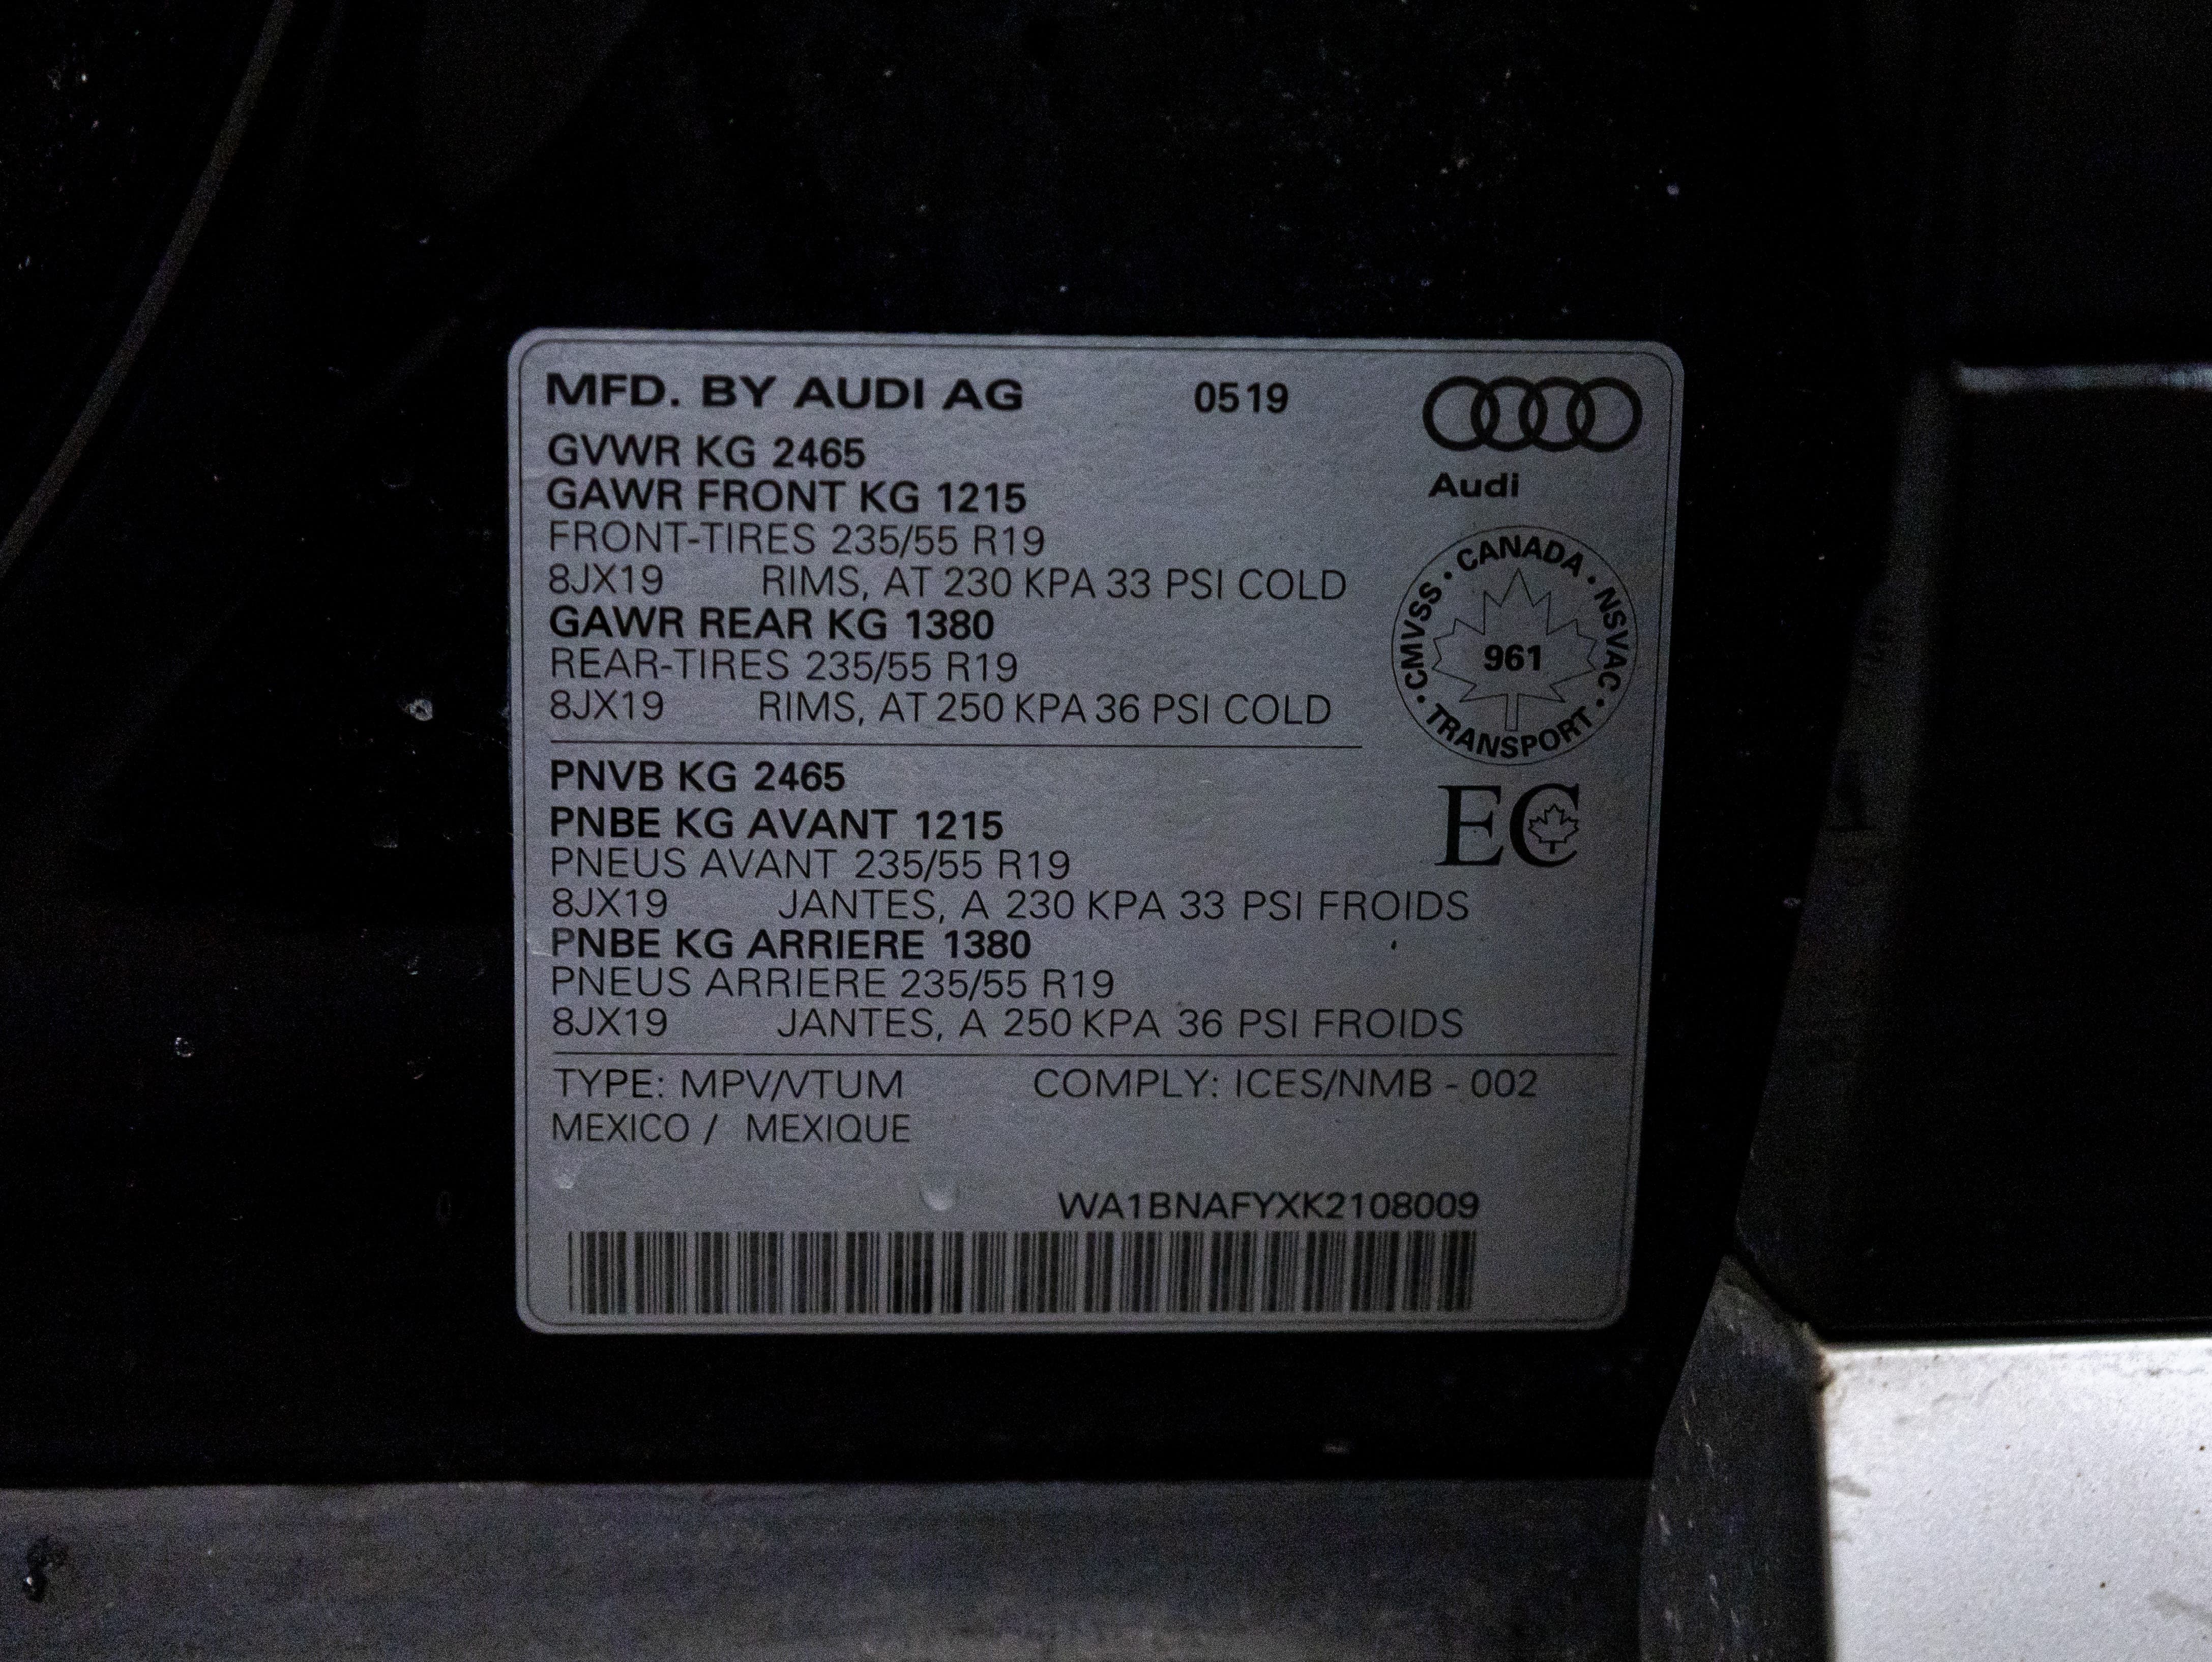 MFD. BY AUDI AG 0519
Audi
GVWR KG 2465
GAWR FRONT KG 1215
FRONT-TIRES 235/55 R19
8JX19 RIMS, AT 230 KPA 33 PSI COLD
GAWR REAR KG 1380
REAR-TIRES 235/55 R19
8JX19 RIMS, AT 250 KPA 36 PSI COLD
CMVSS • CANADA • NSVAC • TRANSPORT •
961
PNVB KG 2465
PNBE KG AVANT 1215
PNEUS AVANT 235/55 R19
8JX19 JANTES, A 230 KPA 33 PSI FROIDS
PNBE KG ARRIERE 1380
PNEUS ARRIERE 235/55 R19
8JX19 JANTES, A 250 KPA 36 PSI FROIDS
EC
TYPE: MPV/VTUM COMPLY: ICES/NMB - 002
MEXICO / MEXIQUE
WA1BNAFYXK2108009